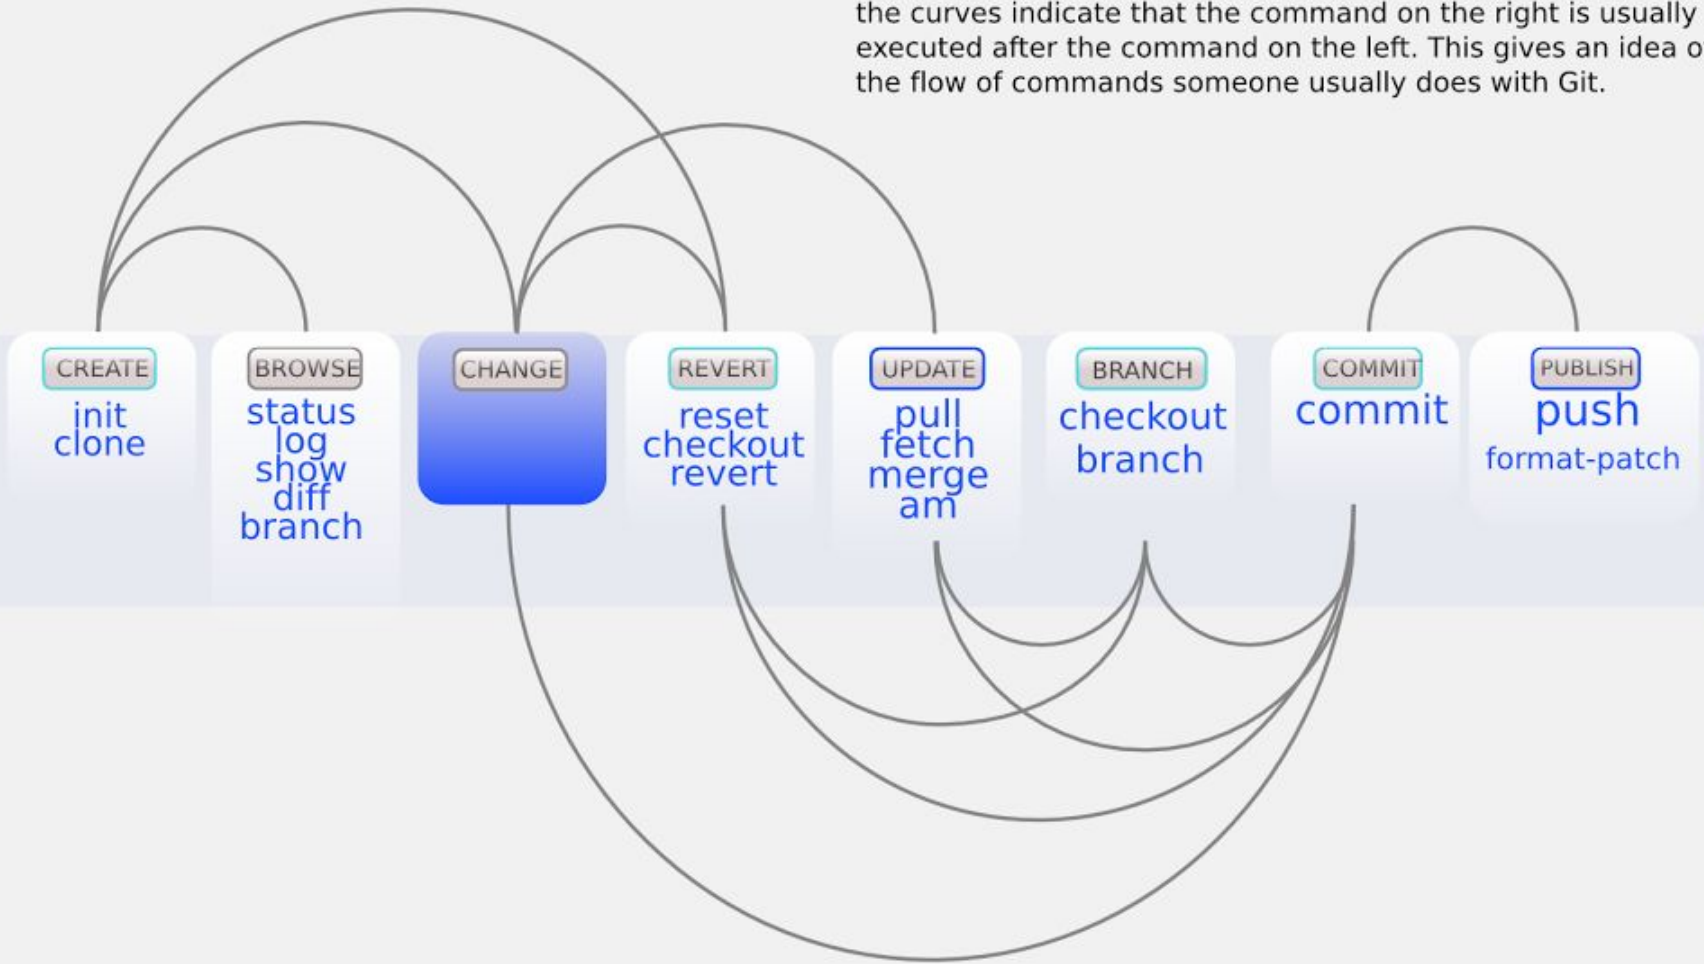 the curves indicate that the command on the right is usually
executed after the command on the left. This gives an idea o
the flow of commands someone usually does with Git.
CREATE
init
clone
BROWSE
status
log
show
diff
branch
CHANGE
REVERT
reset
checkout
revert
UPDATE
pull
fetch
merge
am
BRANCH
checkout
branch
COMMIT
commit
PUBLISH
push
format-patch